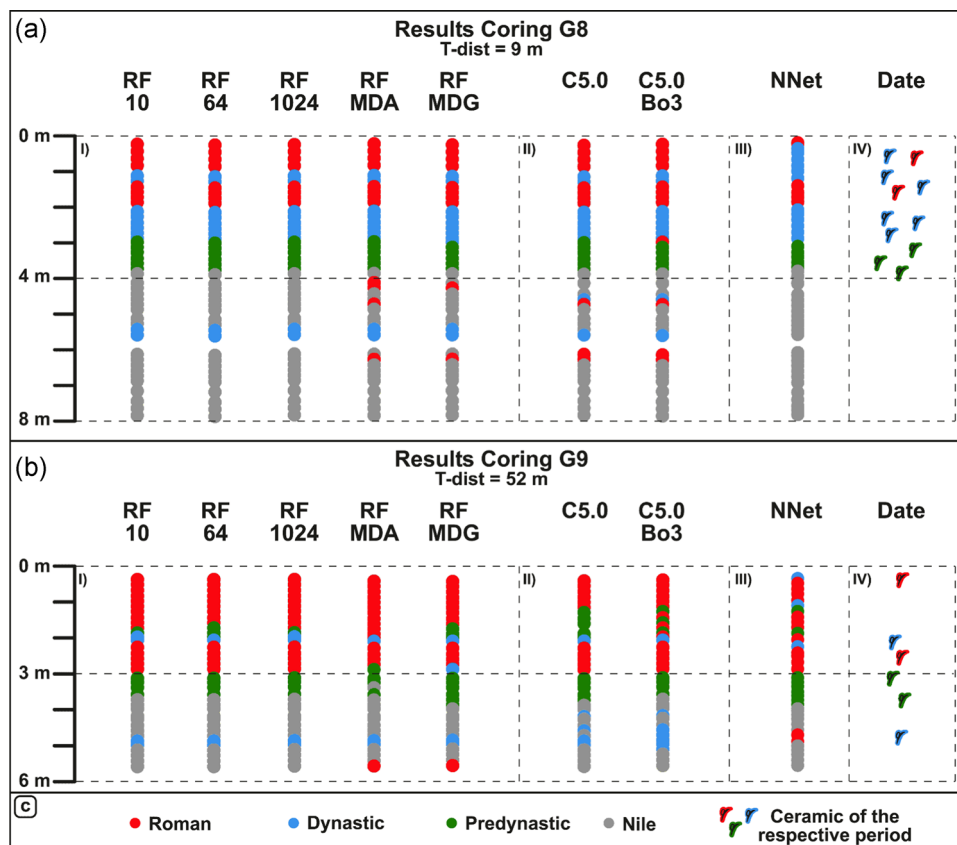 (a)
Results Coring G8
T-dist = 9 m
RF RF RF RF RF C5.0 C5.0 NNet Date
10 64 1024 MDA MDG Bo3
0 m
I) II) III) IV)
4 m
8 m
(b)
Results Coring G9
T-dist = 52 m
RF RF RF RF RF C5.0 C5.0 NNet Date
10 64 1024 MDA MDG Bo3
0 m
I) II) III) IV)
3 m
6 m
c
Roman Dynastic Predynastic Nile Ceramic of the
respective period